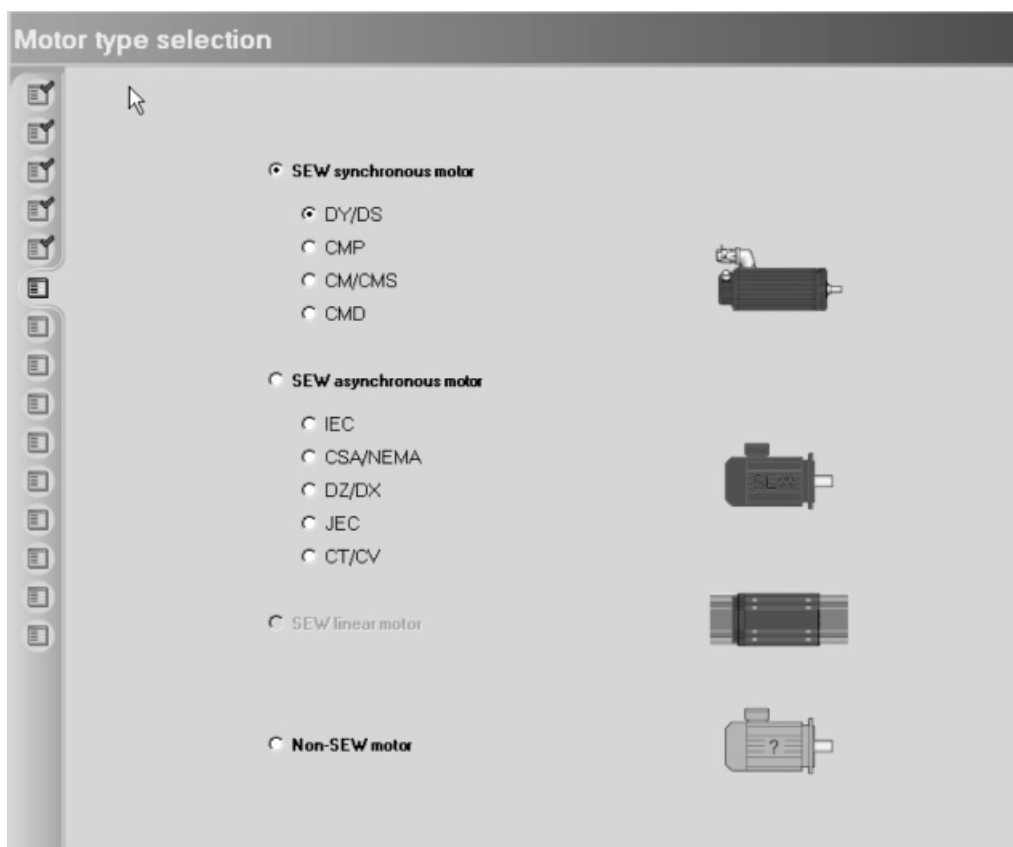 Motor type selection
SEW synchronous motor
DY/DS
CMP
CM/CMS
CMD
SEW asynchronous motor
IEC
CSA/NEMA
DZ/DX
JEC
CT/CV
SEW
SEW linear motor
Non-SEW motor
?